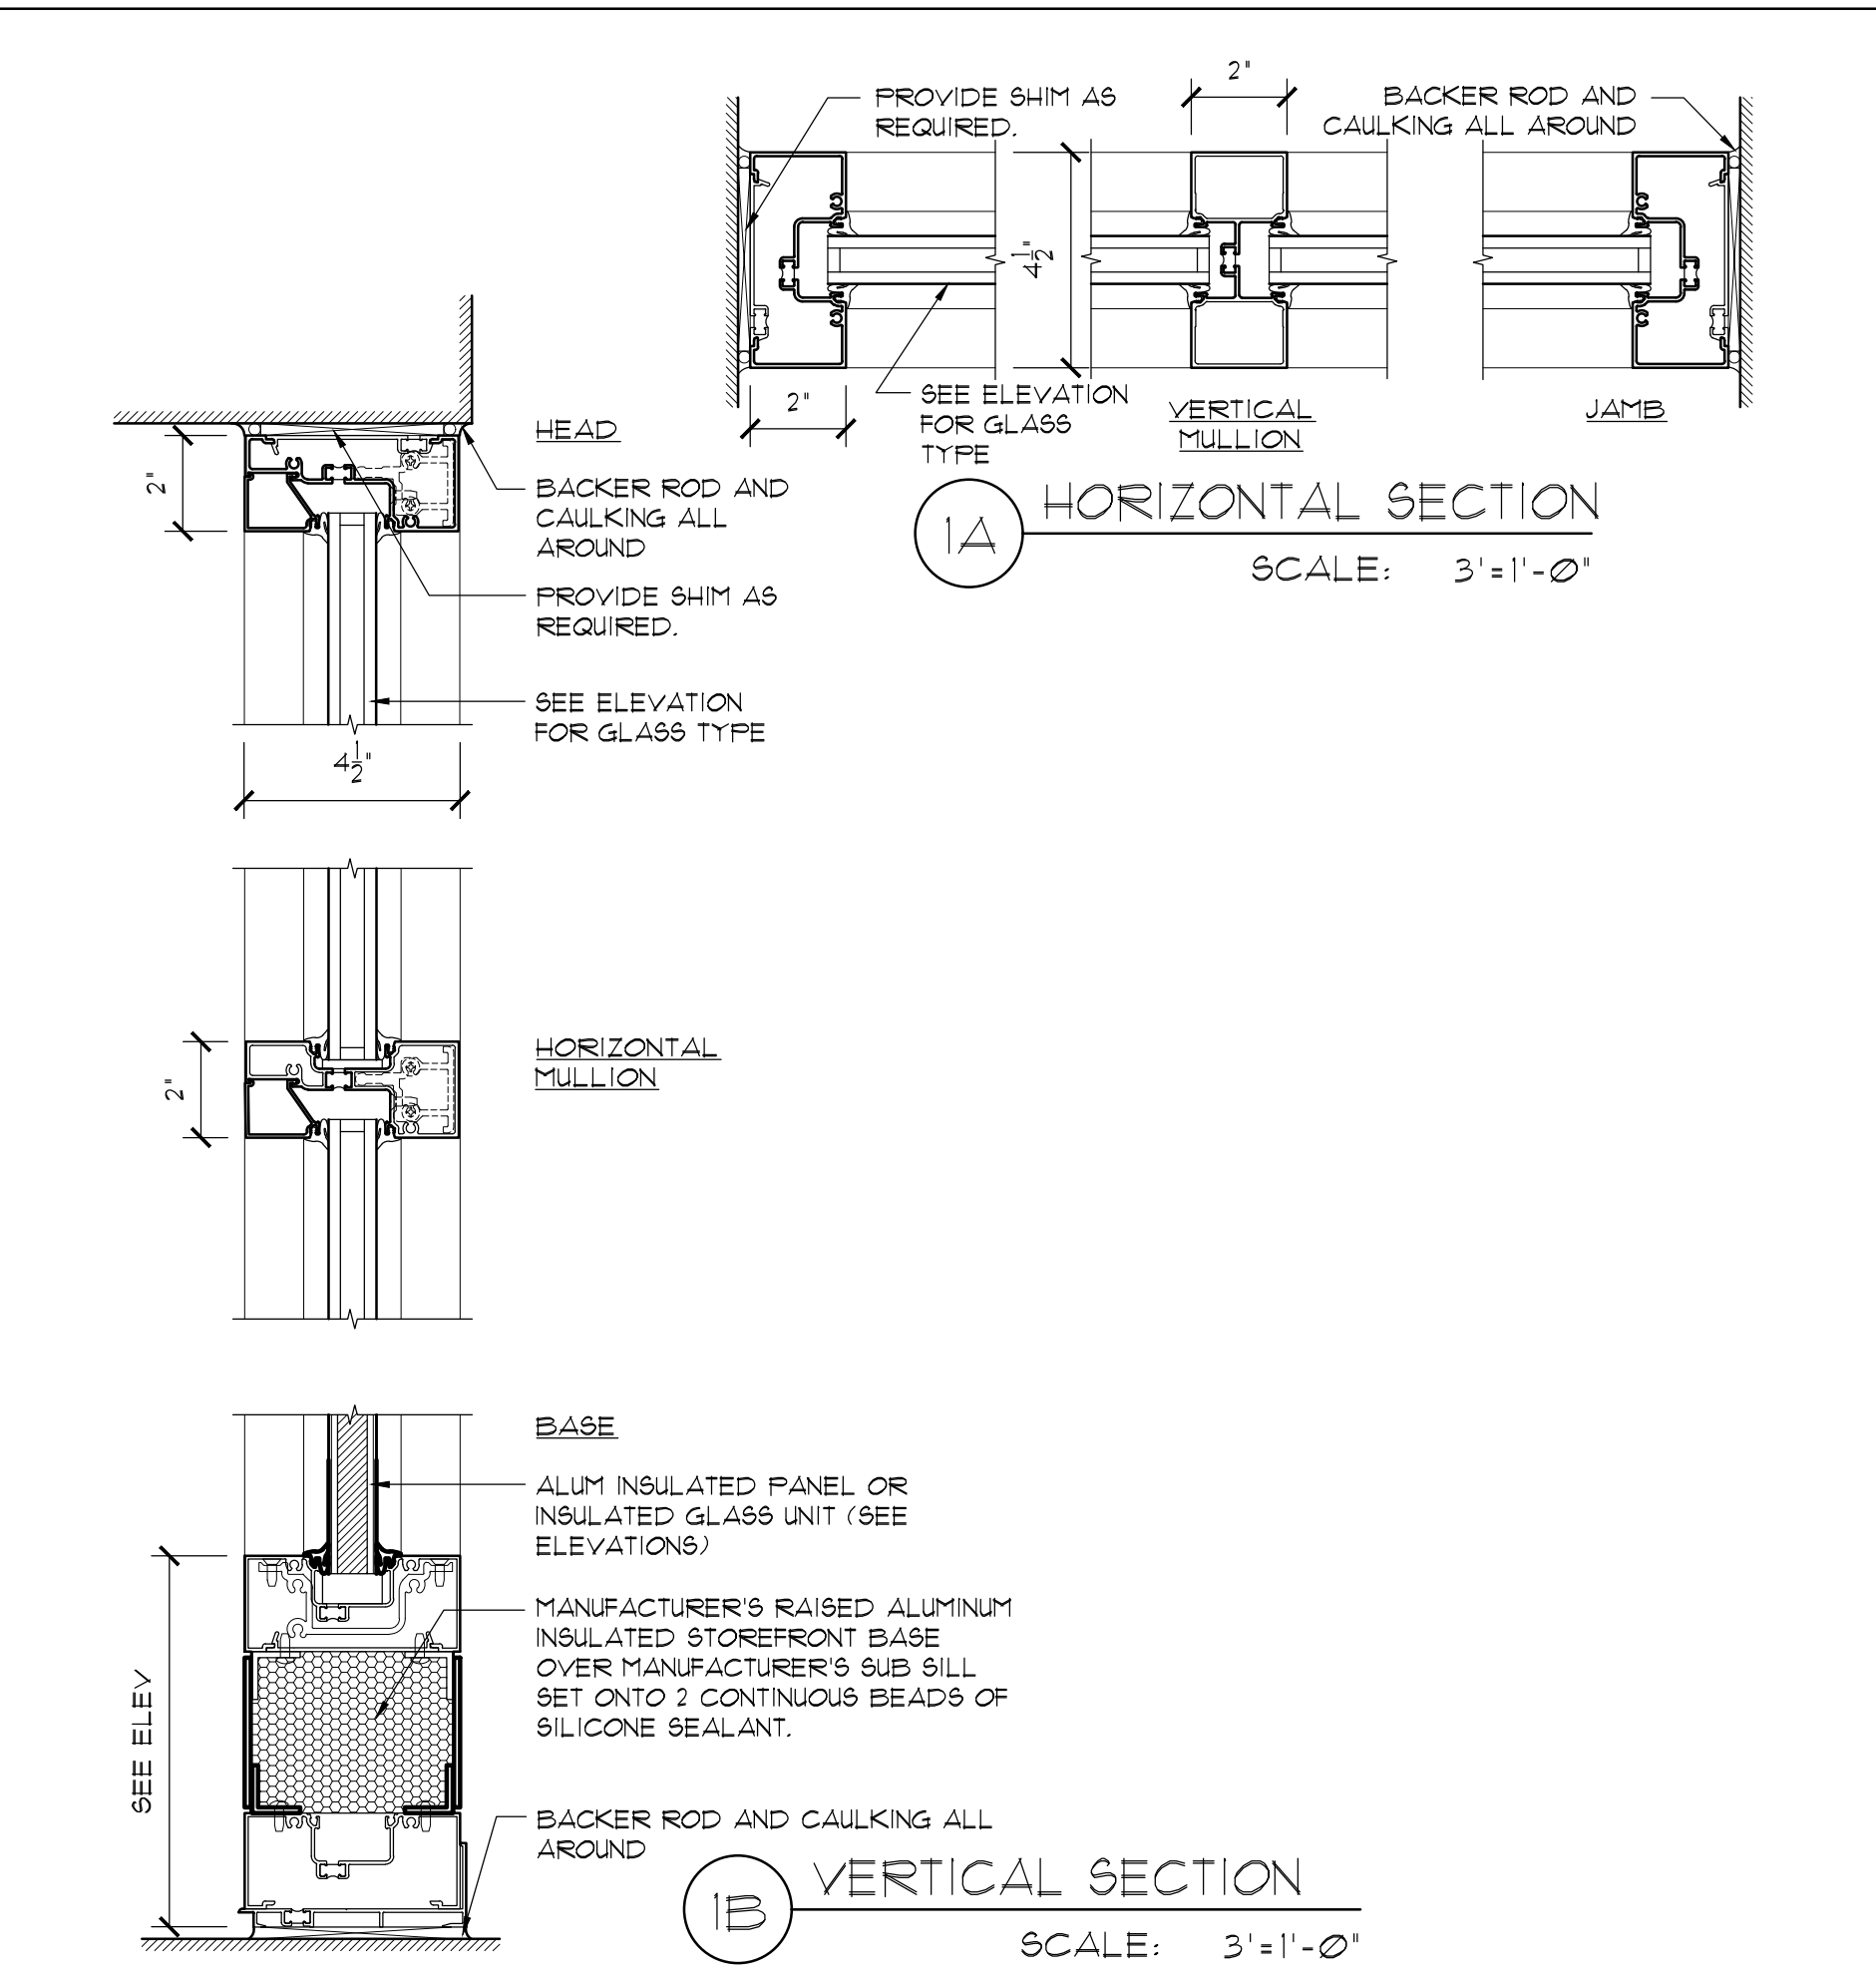 PROVIDE SHIM AS
REQUIRED.
2"
BACKER ROD AND
CAULKING ALL AROUND
4 1/2"
2"
SEE ELEVATION
FOR GLASS
TYPE
VERTICAL
MULLION
JAMB
1A
HORIZONTAL SECTION
SCALE: 3'=1'-0"
HEAD
2"
BACKER ROD AND
CAULKING ALL
AROUND
PROVIDE SHIM AS
REQUIRED.
SEE ELEVATION
FOR GLASS TYPE
4 1/2"
2"
HORIZONTAL
MULLION
BASE
ALUM INSULATED PANEL OR
INSULATED GLASS UNIT (SEE
ELEVATIONS)
MANUFACTURER'S RAISED ALUMINUM
INSULATED STOREFRONT BASE
OVER MANUFACTURER'S SUB SILL
SET ONTO 2 CONTINUOUS BEADS OF
SILICONE SEALANT.
SEE ELEV
BACKER ROD AND CAULKING ALL
AROUND
1B
VERTICAL SECTION
SCALE: 3'=1'-0"